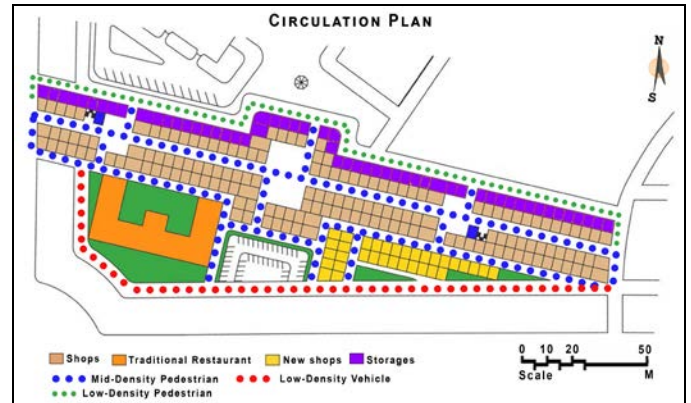 CIRCULATION PLAN
N
S
Shops Traditional Restaurant New shops Storages
Mid-Density Pedestrian Low-Density Vehicle
Low-Density Pedestrian
0 10 20 50
Scale M